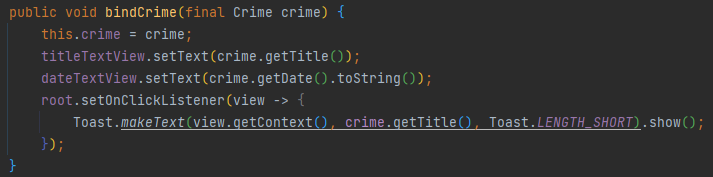 public void bindCrime(final Crime crime) {
    this.crime = crime;
    titleTextView.setText(crime.getTitle());
    dateTextView.setText(crime.getDate().toString());
    root.setOnClickListener(view -> {
        Toast.makeText(view.getContext(), crime.getTitle(), Toast.LENGTH_SHORT).show();
    });
}